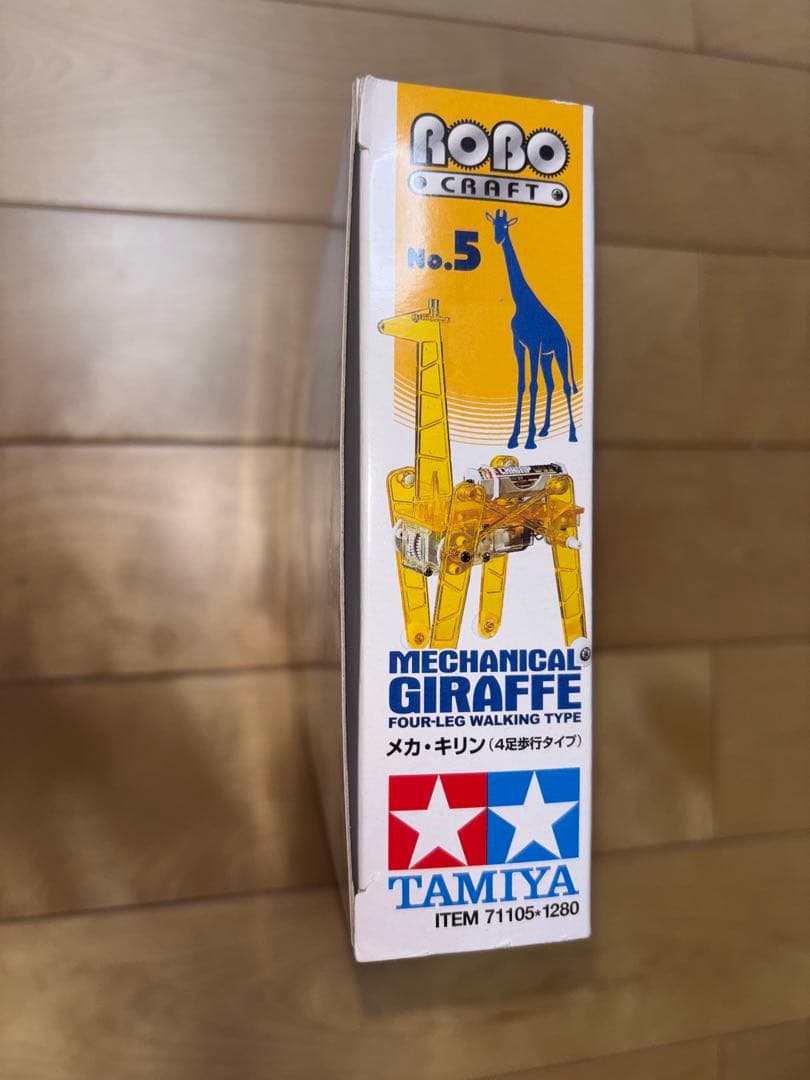 ROBO
CRAFT
No.5
MECHANICAL
GIRAFFE
FOUR-LEG WALKING TYPE
メカ・キリン(4足歩行タイプ)
TAMIYA
ITEM 71105*1280